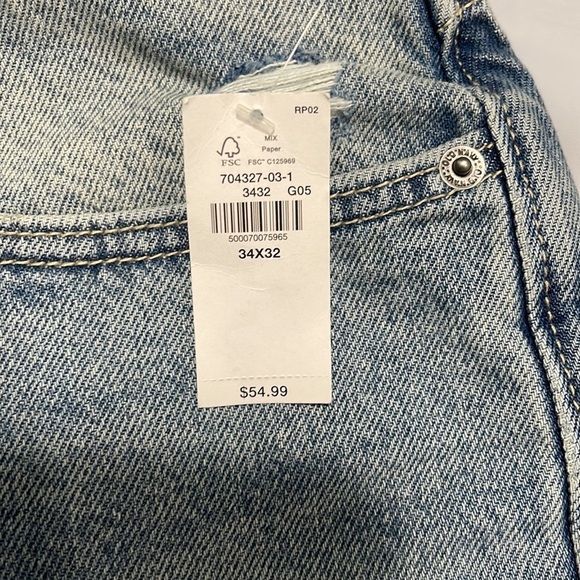 RP02
MIX
Paper
FSC
FSC® C125969
704327-03-1
3432 G05
500070075965
34X32
$54.99